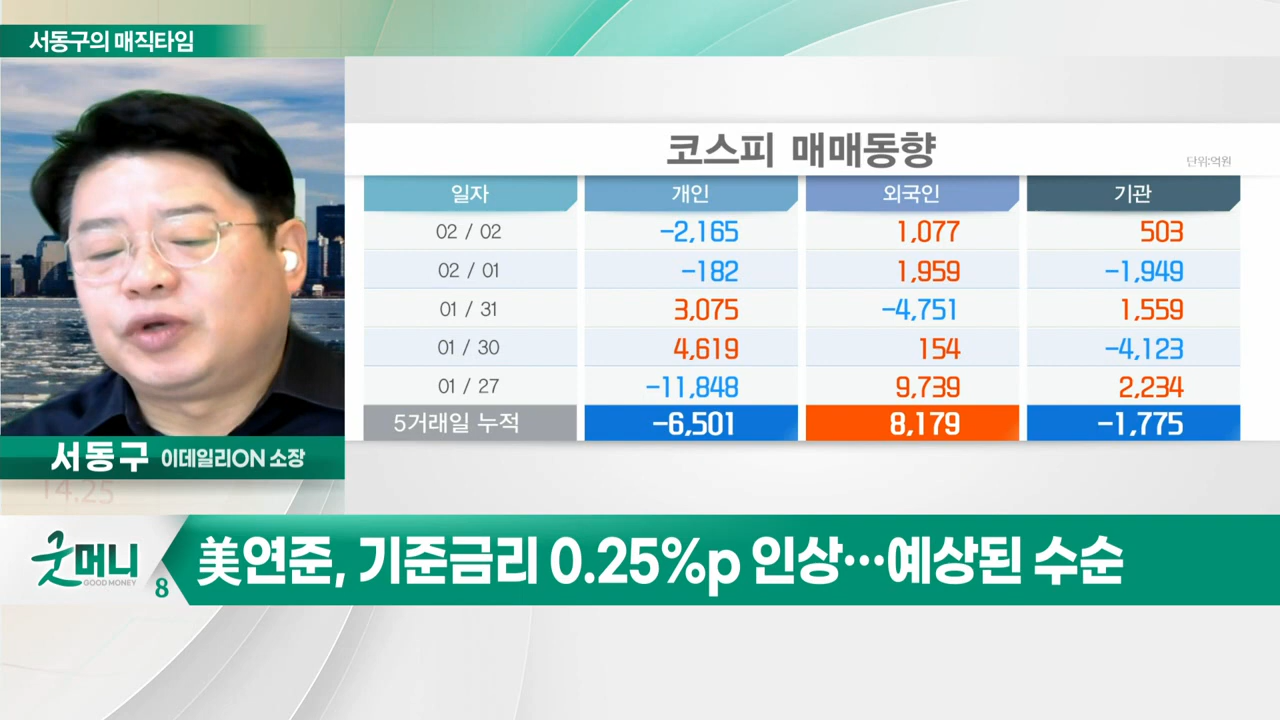 서동구의 매직타임
코스피 매매동향
단위:억원
일자 개인 외국인 기관
02 / 02 -2,165 1,077 503
02 / 01 -182 1,959 -1,949
01 / 31 3,075 -4,751 1,559
01 / 30 4,619 154 -4,123
01 / 27 -11,848 9,739 2,234
5거래일 누적 -6,501 8,179 -1,775
서동구 이데일리ON 소장
14.25
굿머니
GOOD MONEY
8
美연준, 기준금리 0.25%p 인상…예상된 수순